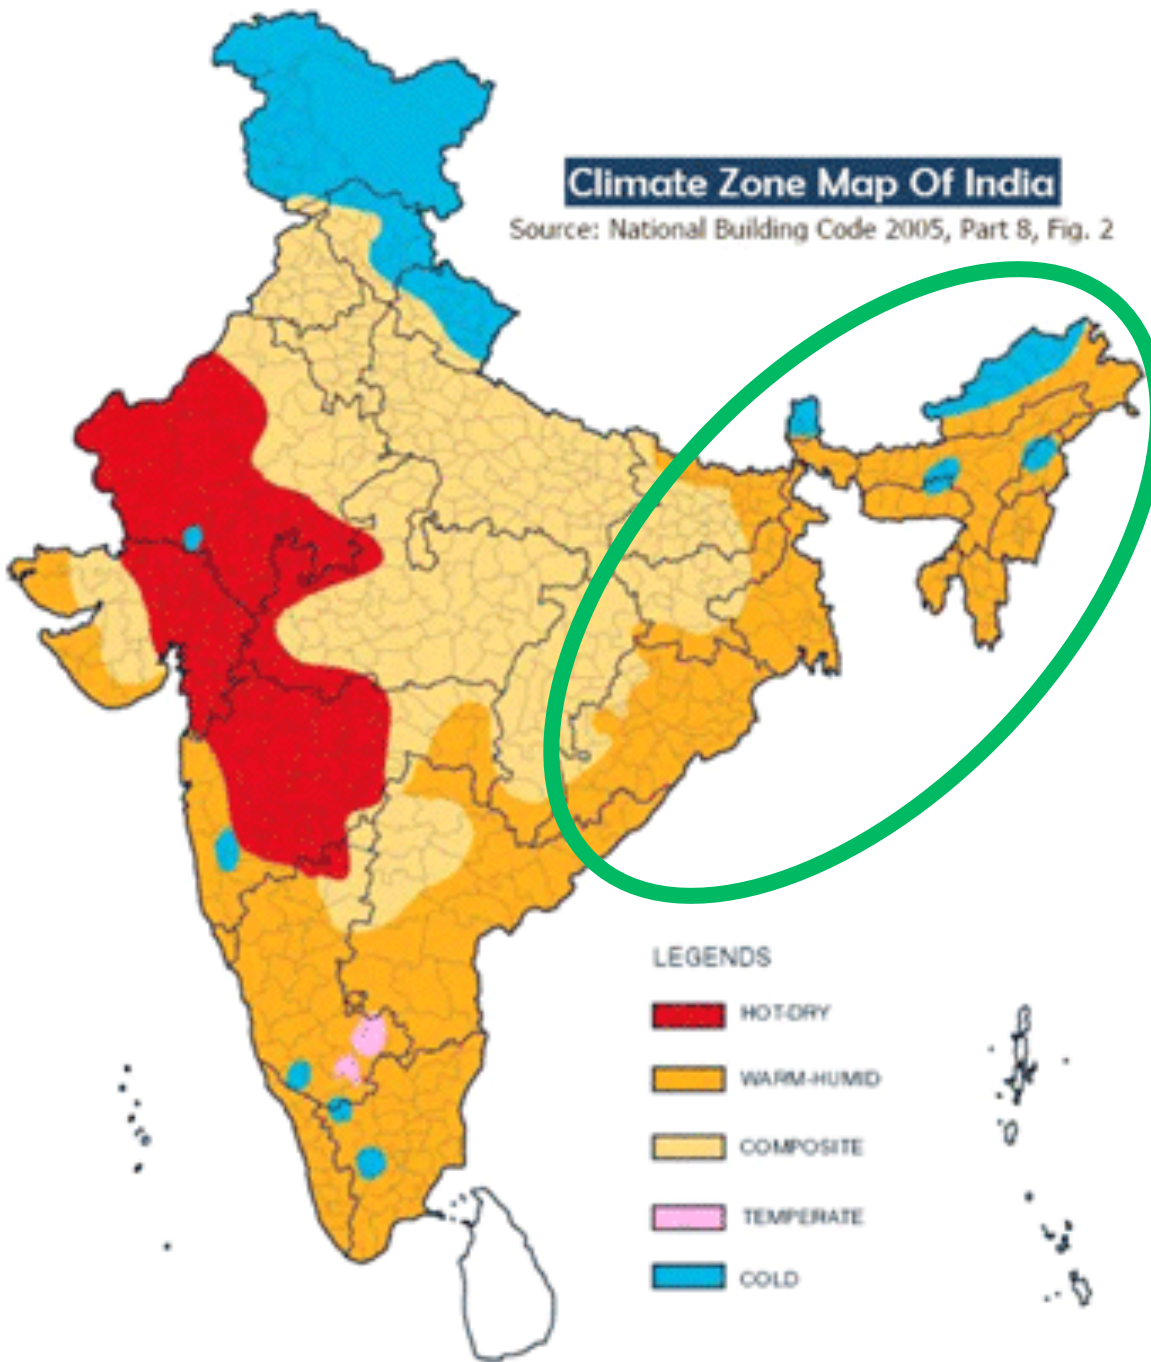 Climate Zone Map Of India
Source: National Building Code 2005, Part 8, Fig. 2
LEGENDS
HOT-DRY
WARM-HUMID
COMPOSITE
TEMPERATE
COLD